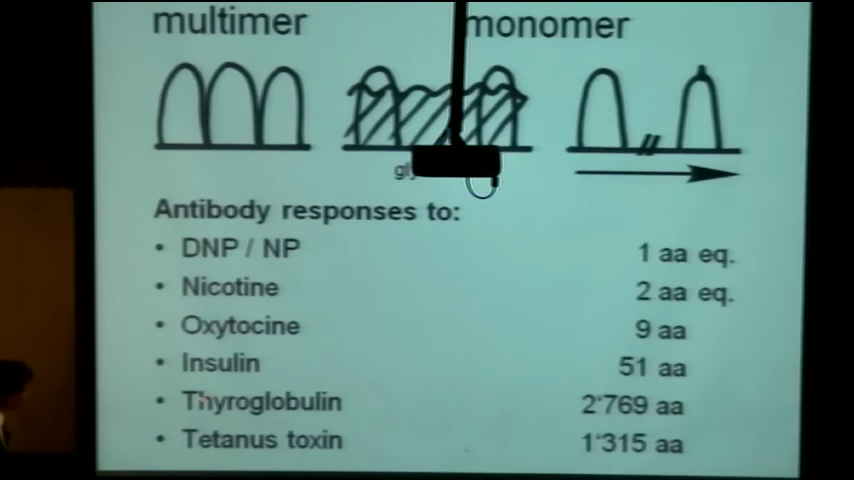 multimer monomer
Antibody responses to:
• DNP / NP 1 aa eq.
• Nicotine 2 aa eq.
• Oxytocine 9 aa
• Insulin 51 aa
• Thyroglobulin 2'769 aa
• Tetanus toxin 1'315 aa